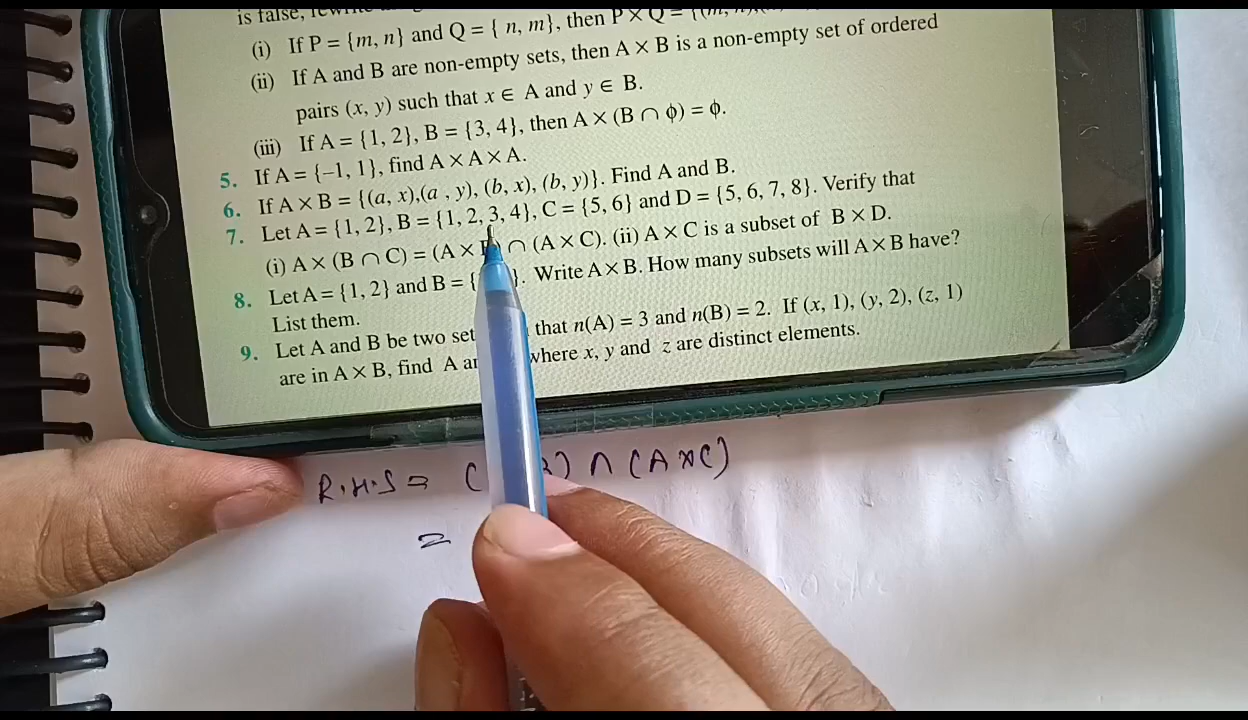 is false,
(i) If P = {m, n} and Q = { n, m}, then P × Q = {(m, n),
(ii) If A and B are non-empty sets, then A × B is a non-empty set of ordered
pairs (x, y) such that x ∈ A and y ∈ B.
(iii) If A = {1, 2}, B = {3, 4}, then A × (B ∩ ϕ) = ϕ.
5. If A = {–1, 1}, find A × A × A.
6. If A × B = {(a, x),(a , y), (b, x), (b, y)}. Find A and B.
7. Let A = {1, 2}, B = {1, 2, 3, 4}, C = {5, 6} and D = {5, 6, 7, 8}. Verify that
(i) A × (B ∩ C) = (A × B) ∩ (A × C). (ii) A × C is a subset of B × D.
8. Let A = {1, 2} and B = { }. Write A × B. How many subsets will A × B have?
List them.
9. Let A and B be two set that n(A) = 3 and n(B) = 2. If (x, 1), (y, 2), (z, 1)
are in A × B, find A where x, y and z are distinct elements.
R.H.S = ( B) ∩ (A×C)
=